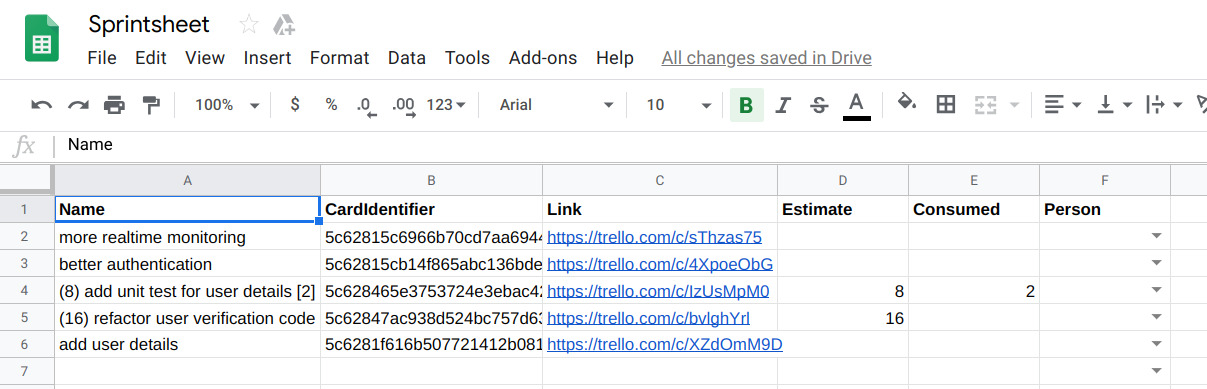 Sprintsheet
File Edit View Insert Format Data Tools Add-ons Help All changes saved in Drive
100% $ % .0 .00 123 Arial 10 B I S A
fx Name
A B C D E F
1 Name CardIdentifier Link Estimate Consumed Person
2 more realtime monitoring 5c62815c6966b70cd7aa6944 https://trello.com/c/sThzas75
3 better authentication 5c62815cb14f865abc136bde https://trello.com/c/4XpoeObG
4 (8) add unit test for user details [2] 5c628465e3753724e3ebac42 https://trello.com/c/IzUsMpM0 8 2
5 (16) refactor user verification code 5c62847ac938d524bc757d63 https://trello.com/c/bvlghYrl 16
6 add user details 5c6281f616b507721412b081 https://trello.com/c/XZdOmM9D
7